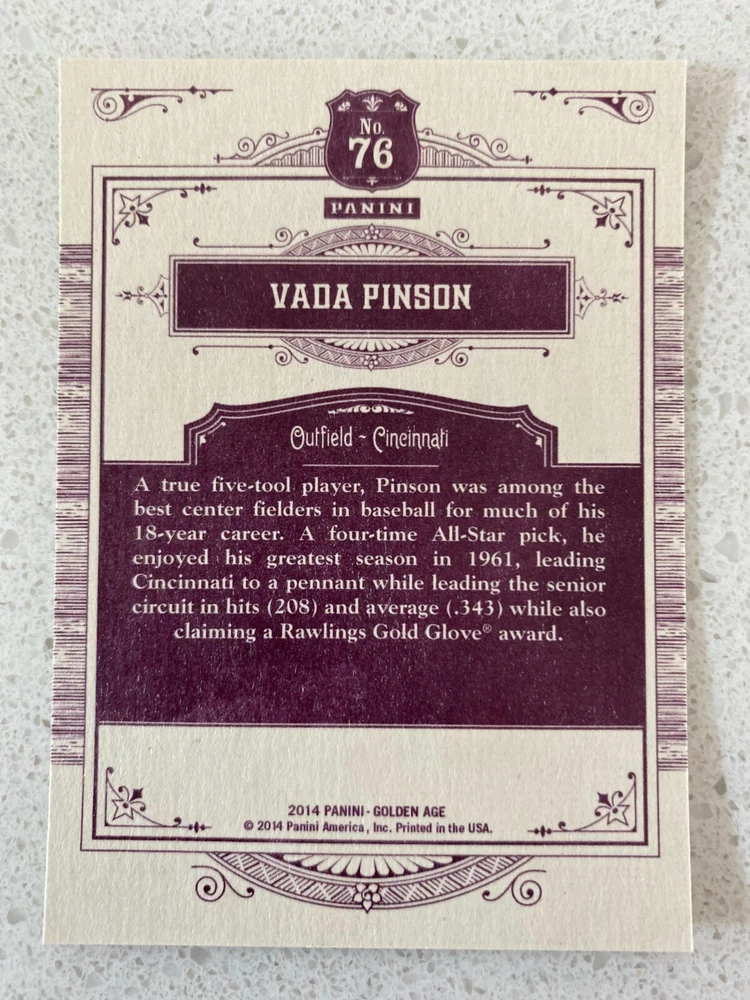 No.
76
PANINI
VADA PINSON
Outfield ~ Cincinnati
A true five-tool player, Pinson was among the
best center fielders in baseball for much of his
18-year career. A four-time All-Star pick, he
enjoyed his greatest season in 1961, leading
Cincinnati to a pennant while leading the senior
circuit in hits (208) and average (.343) while also
claiming a Rawlings Gold Glove® award.
2014 PANINI - GOLDEN AGE
© 2014 Panini America, Inc. Printed in the USA.